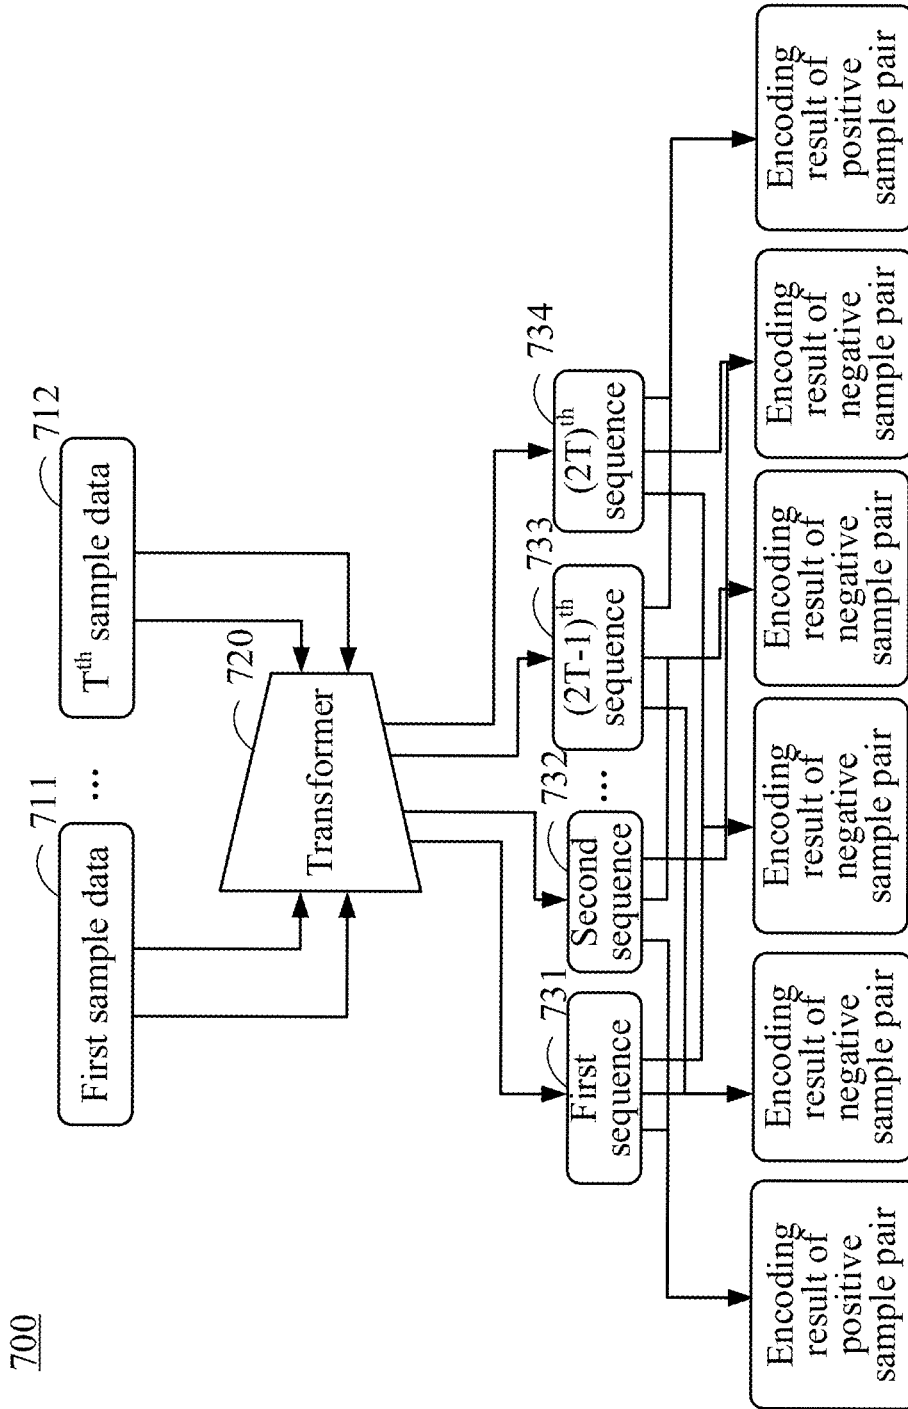 700
711
712
First sample data
...
Tth sample data
720
Transformer
731
732
733
734
First
sequence
Second
sequence
...
(2T-1)th
sequence
(2T)th
sequence
Encoding
result of
positive
sample pair
Encoding
result of
negative
sample pair
Encoding
result of
negative
sample pair
Encoding
result of
negative
sample pair
Encoding
result of
negative
sample pair
Encoding
result of
positive
sample pair